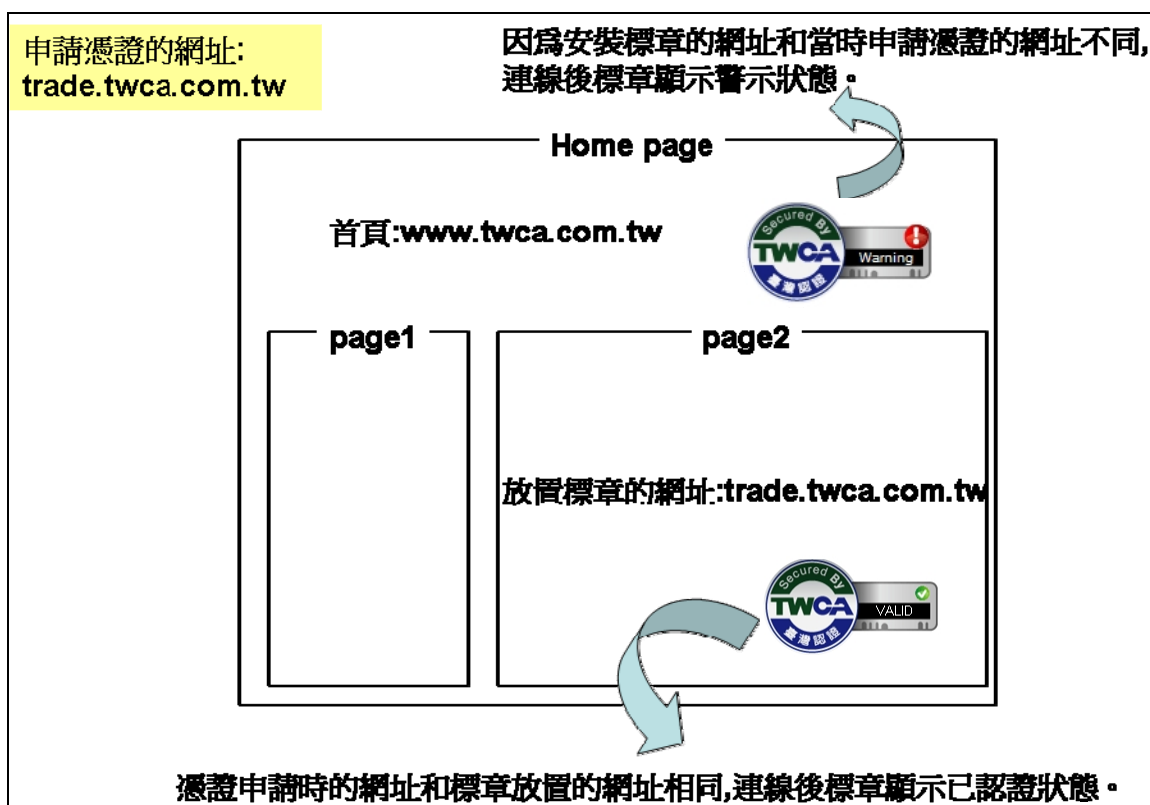 申請憑證的網址:
trade.twca.com.tw
因為安裝標章的網址和當時申請憑證的網址不同,
連線後標章顯示警示狀態。
Home page
首頁:www.twca.com.tw
Secured By
TWCA
臺灣認證
Warning
page1
page2
放置標章的網址:trade.twca.com.tw
Secured By
TWCA
臺灣認證
VALID
憑證申請時的網址和標章放置的網址相同,連線後標章顯示已認證狀態。